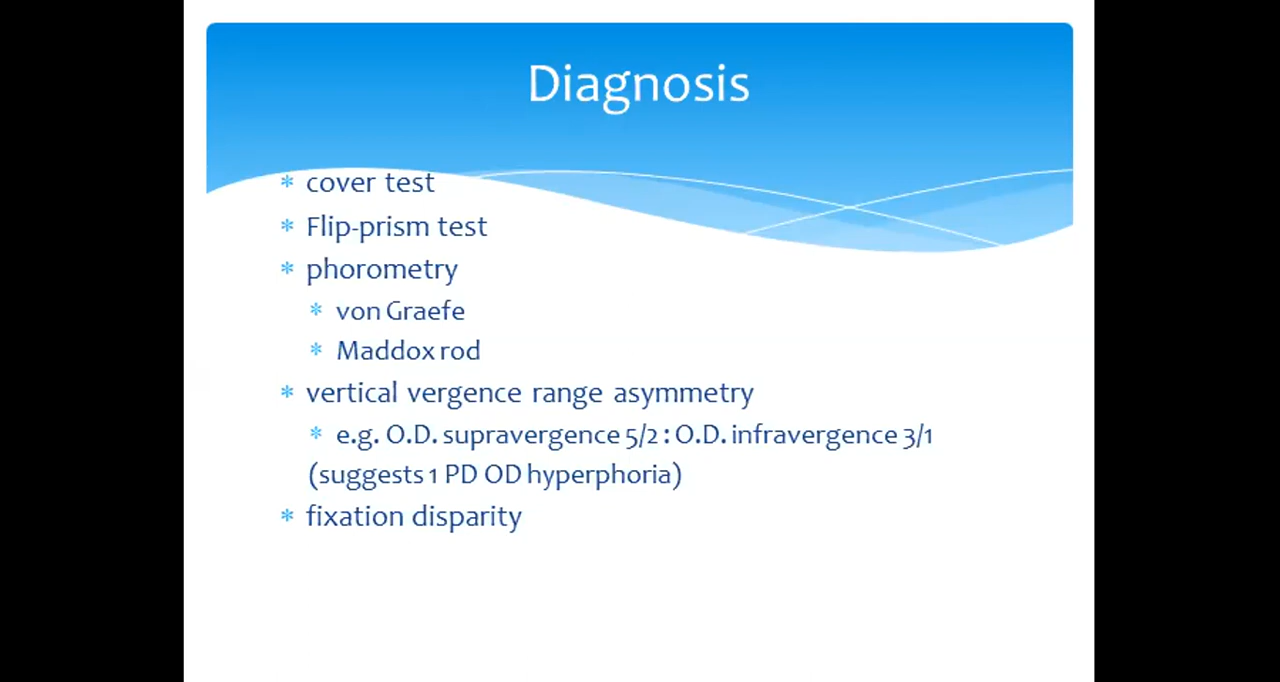 Diagnosis
* cover test
* Flip-prism test
* phorometry
* von Graefe
* Maddox rod
* vertical vergence range asymmetry
* e.g. O.D. supravergence 5/2 : O.D. infravergence 3/1
(suggests 1 PD OD hyperphoria)
* fixation disparity